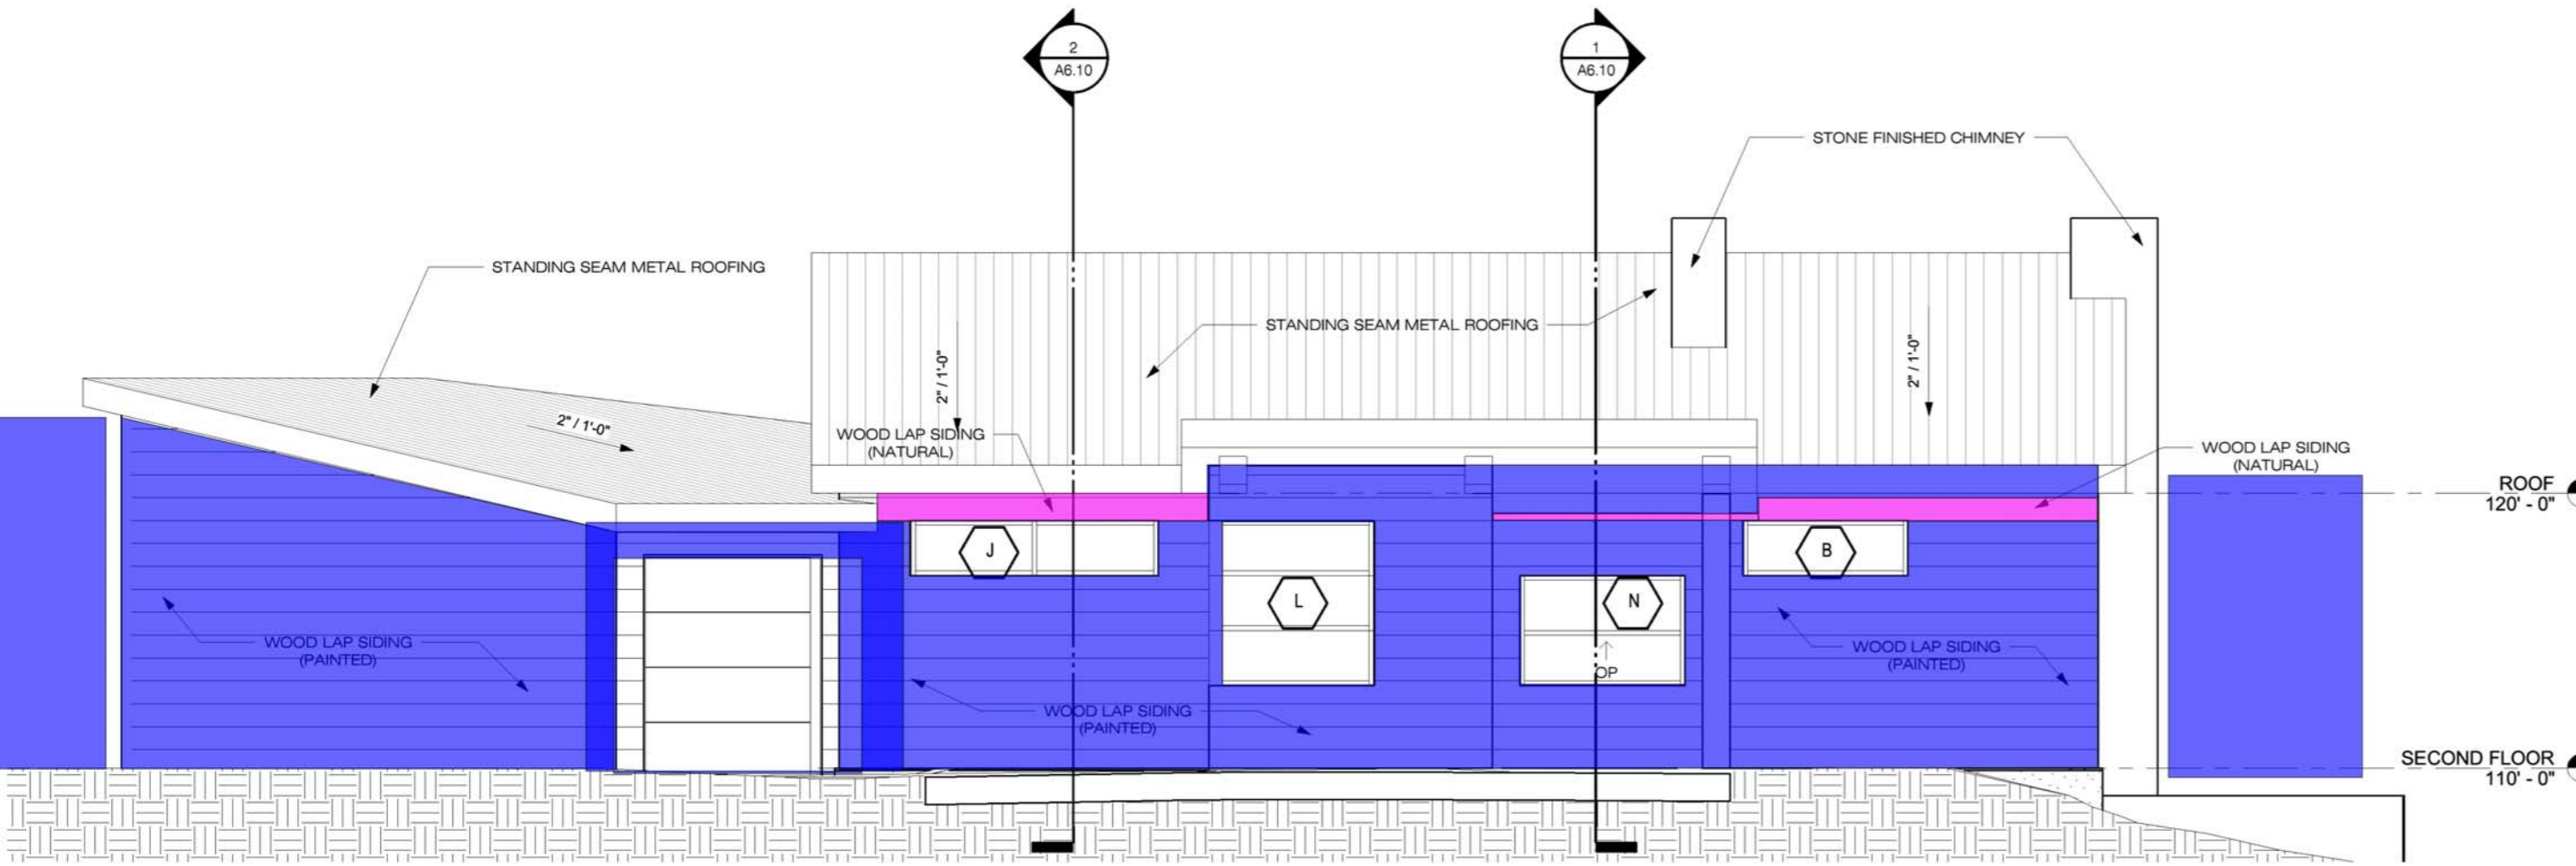 2
A6.10
1
A6.10
STONE FINISHED CHIMNEY
STANDING SEAM METAL ROOFING
STANDING SEAM METAL ROOFING
2" / 1'-0"
2" / 1'-0"
2" / 1'-0"
WOOD LAP SIDING
(NATURAL)
WOOD LAP SIDING
(NATURAL)
ROOF
120' - 0"
J
B
L
N
OP
WOOD LAP SIDING
(PAINTED)
WOOD LAP SIDING
(PAINTED)
WOOD LAP SIDING
(PAINTED)
SECOND FLOOR
110' - 0"